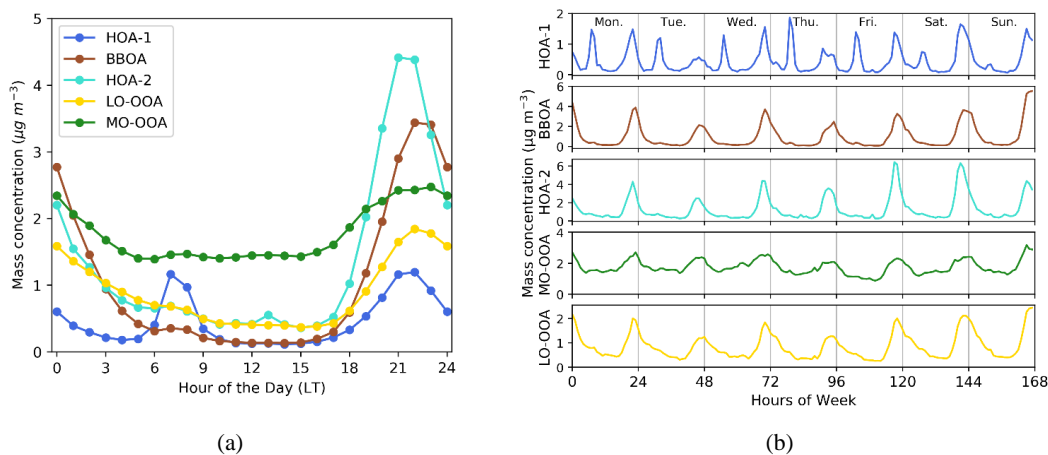 5
4
3
2
1
0
Mass concentration (µg m⁻³)
HOA-1
BBOA
HOA-2
LO-OOA
MO-OOA
0 3 6 9 12 15 18 21 24
Hour of the Day (LT)
(a)
Mon. Tue. Wed. Thu. Fri. Sat. Sun.
Mass concentration (µg m⁻³)
HOA-1
2
1
0
BBOA
6
4
2
0
HOA-2
6
4
2
0
MO-OOA
4
2
0
LO-OOA
2
1
0
0 24 48 72 96 120 144 168
Hours of Week
(b)